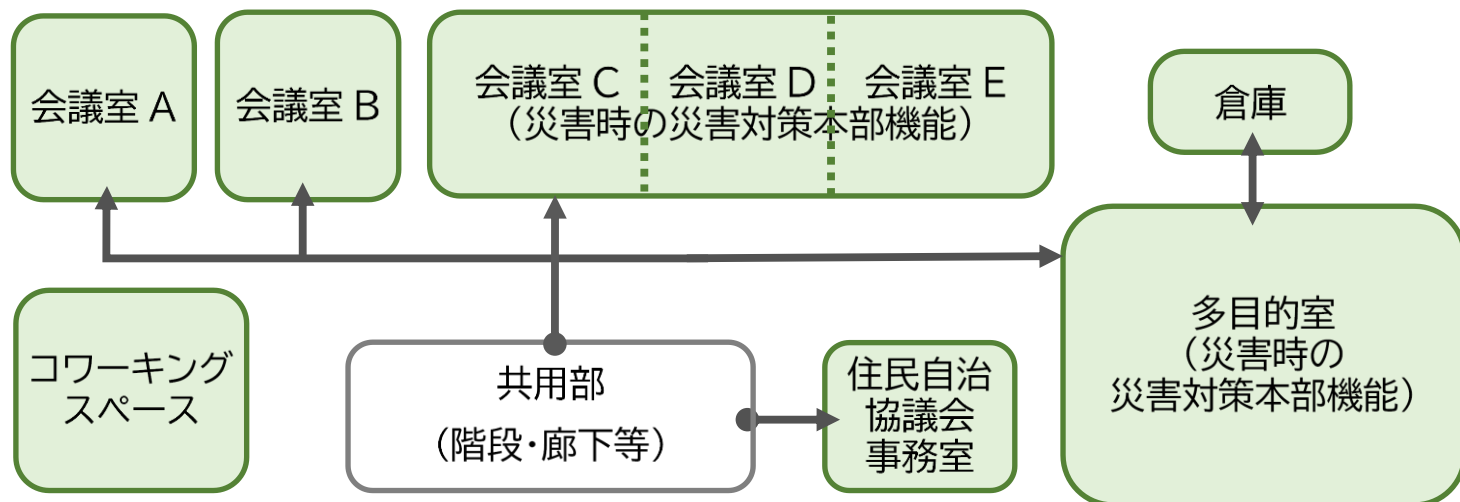 会議室 A
会議室 B
会議室 C
会議室 D
会議室 E
（災害時の災害対策本部機能）
倉庫
コワーキング
スペース
共用部
（階段・廊下等）
住民自治
協議会
事務室
多目的室
（災害時の
災害対策本部機能）